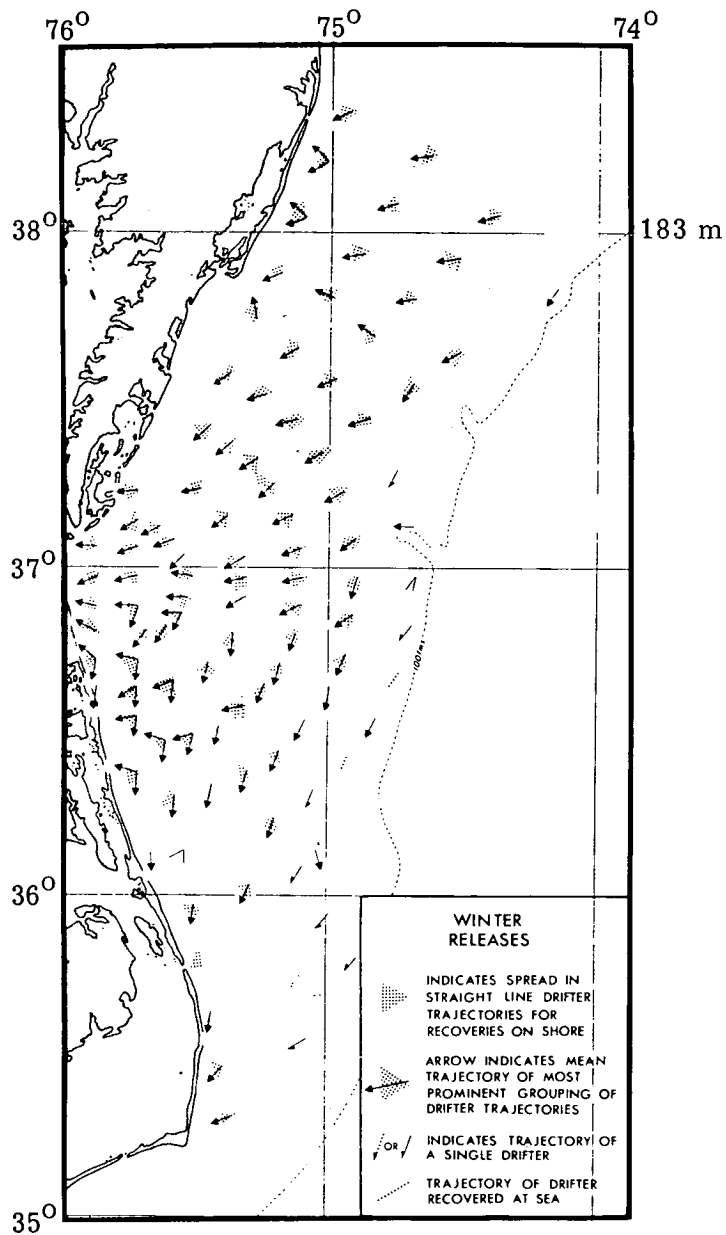 76° 75° 74°
38°
183 m
37°
36°
35°
WINTER
RELEASES
INDICATES SPREAD IN
STRAIGHT LINE DRIFTER
TRAJECTORIES FOR
RECOVERIES ON SHORE
ARROW INDICATES MEAN
TRAJECTORY OF MOST
PROMINENT GROUPING OF
DRIFTER TRAJECTORIES
OR INDICATES TRAJECTORY OF
A SINGLE DRIFTER
TRAJECTORY OF DRIFTER
RECOVERED AT SEA